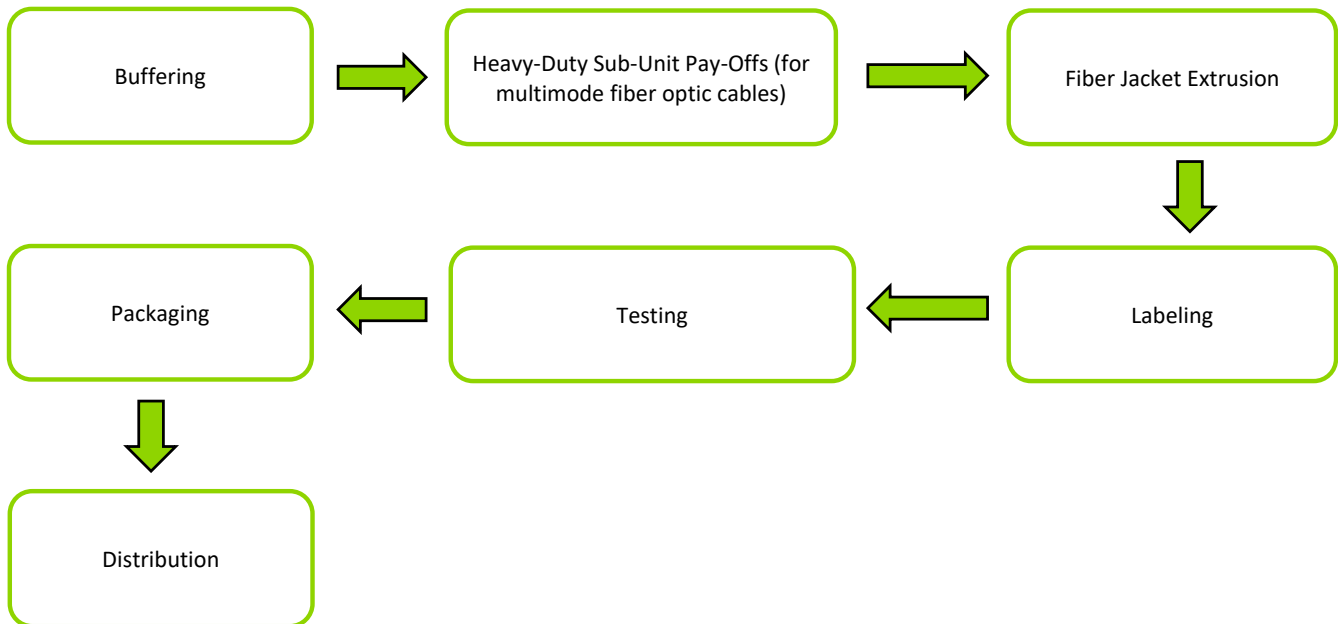 Buffering
Heavy-Duty Sub-Unit Pay-Offs (for
multimode fiber optic cables)
Fiber Jacket Extrusion
Packaging
Testing
Labeling
Distribution